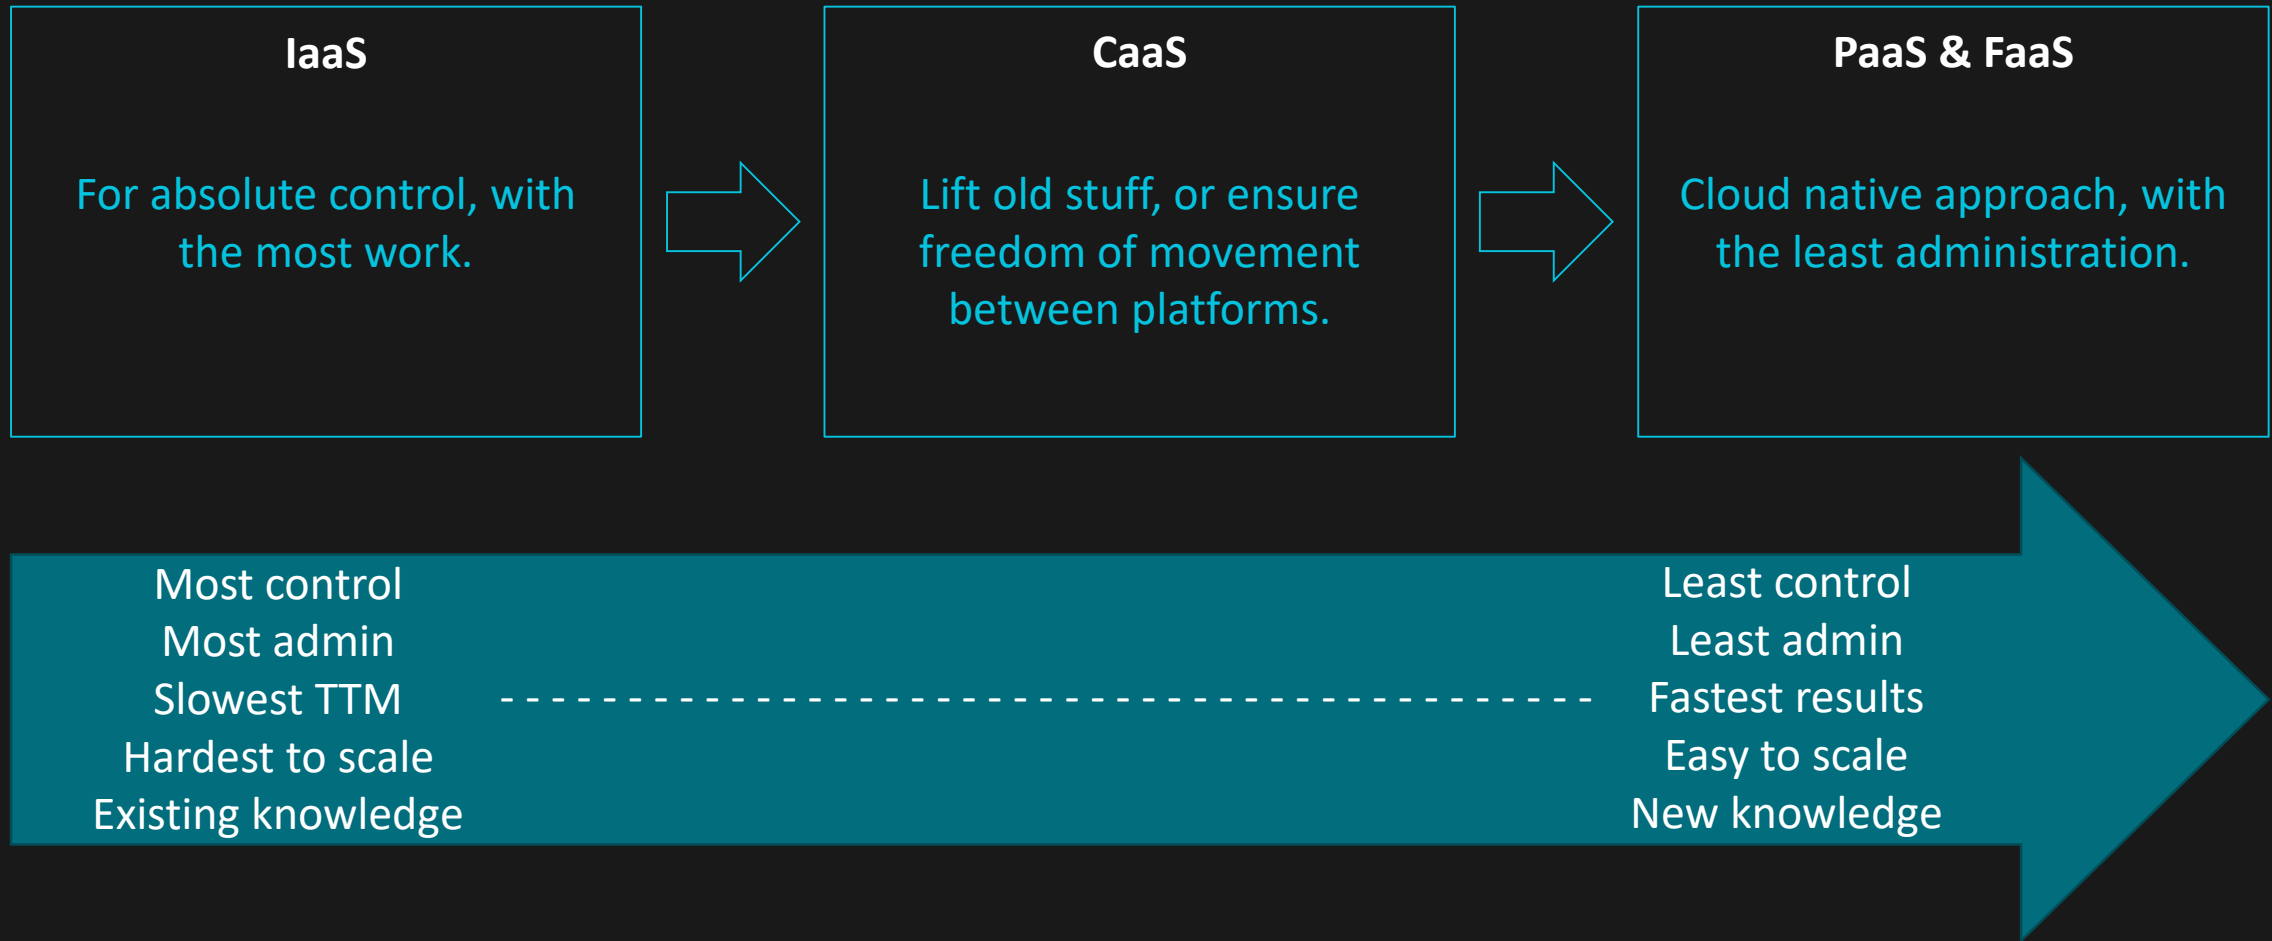 IaaS
For absolute control, with
the most work.
CaaS
Lift old stuff, or ensure
freedom of movement
between platforms.
PaaS & FaaS
Cloud native approach, with
the least administration.
Most control
Most admin
Slowest TTM
Hardest to scale
Existing knowledge
Least control
Least admin
Fastest results
Easy to scale
New knowledge